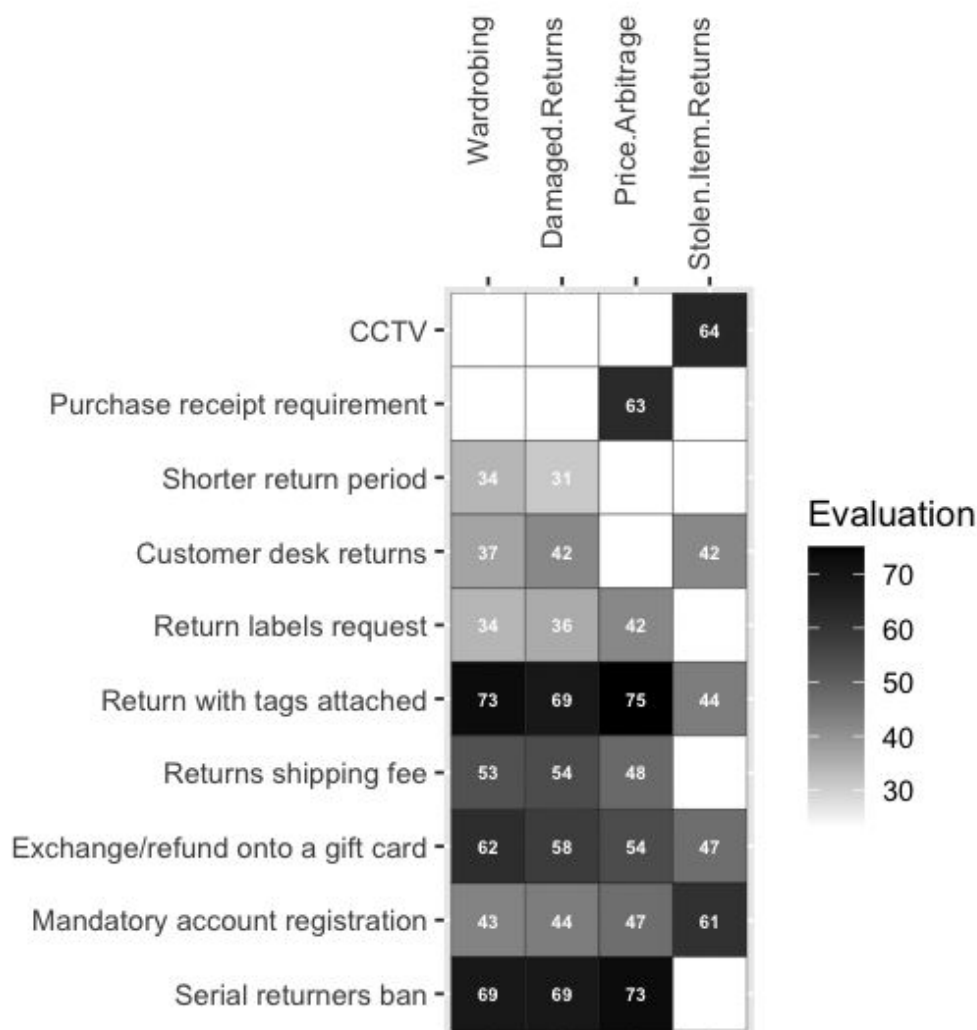 Wardrobing
Damaged.Returns
Price.Arbitrage
Stolen.Item.Returns
CCTV
64
Purchase receipt requirement
63
Shorter return period
34 31
Customer desk returns
37 42 42
Return labels request
34 36 42
Return with tags attached
73 69 75 44
Returns shipping fee
53 54 48
Exchange/refund onto a gift card
62 58 54 47
Mandatory account registration
43 44 47 61
Serial returners ban
69 69 73
Evaluation
70
60
50
40
30